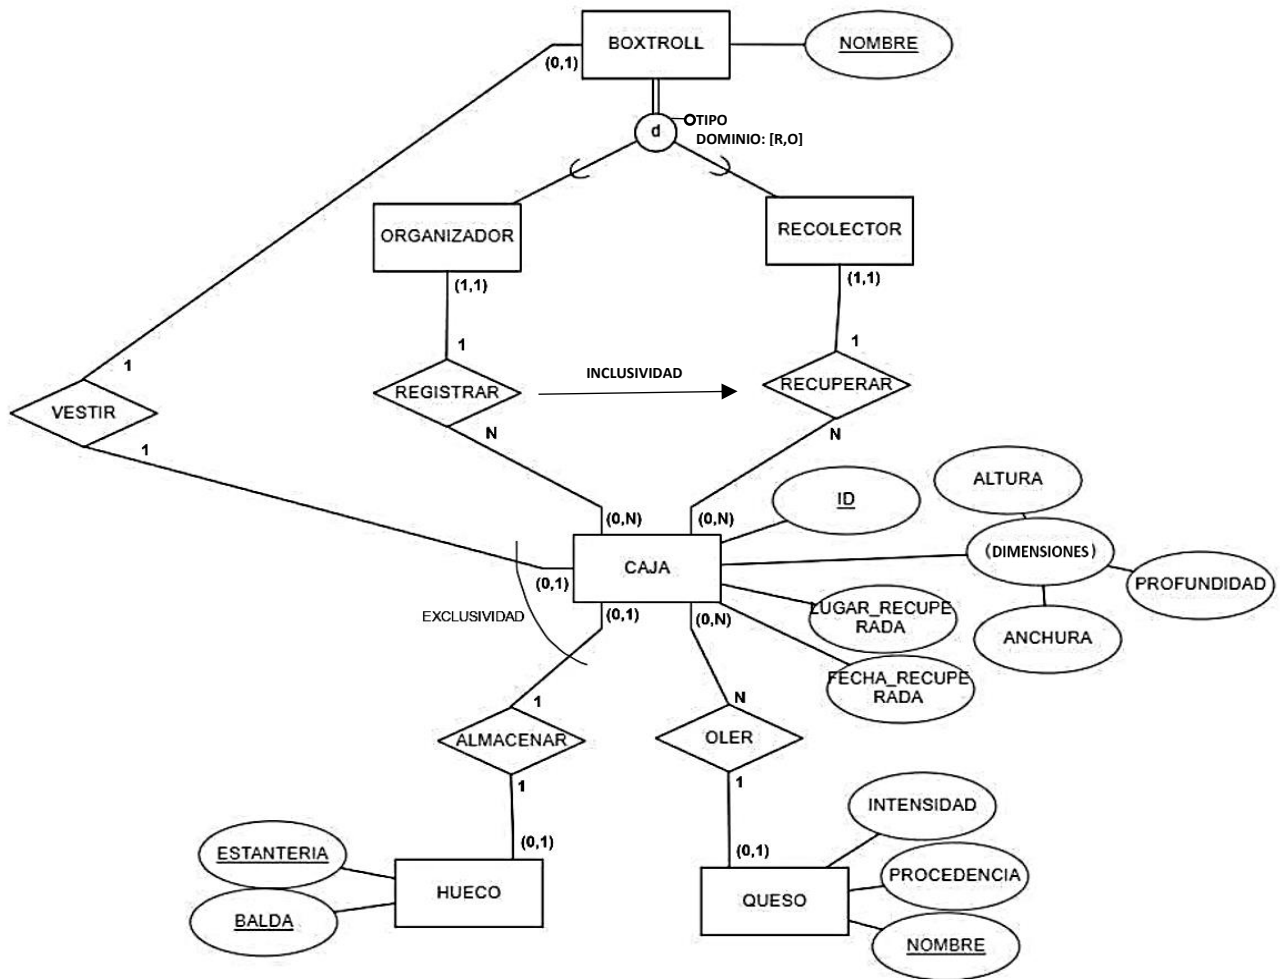 BOXTROLL
NOMBRE
(0,1)
TIPO
d
DOMINIO: [R,O]
ORGANIZADOR
RECOLECTOR
(1,1)
(1,1)
1
1
1
INCLUSIVIDAD
REGISTRAR
RECUPERAR
VESTIR
N
N
1
ALTURA
ID
(0,N)
(0,N)
(DIMENSIONES)
CAJA
(0,1)
PROFUNDIDAD
LUGAR_RECUPE
RADA
EXCLUSIVIDAD
(0,1)
(0,N)
ANCHURA
FECHA_RECUPE
RADA
1
N
ALMACENAR
OLER
1
1
INTENSIDAD
(0,1)
(0,1)
ESTANTERIA
PROCEDENCIA
HUECO
QUESO
BALDA
NOMBRE